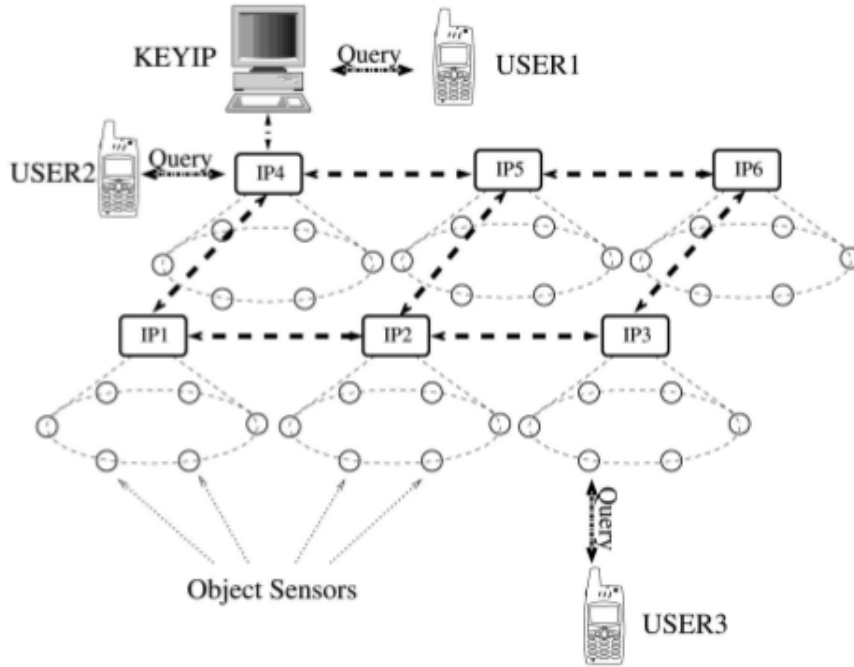 KEYIP
Query
USER1
USER2
Query
IP4
IP5
IP6
IP1
IP2
IP3
Query
Object Sensors
USER3